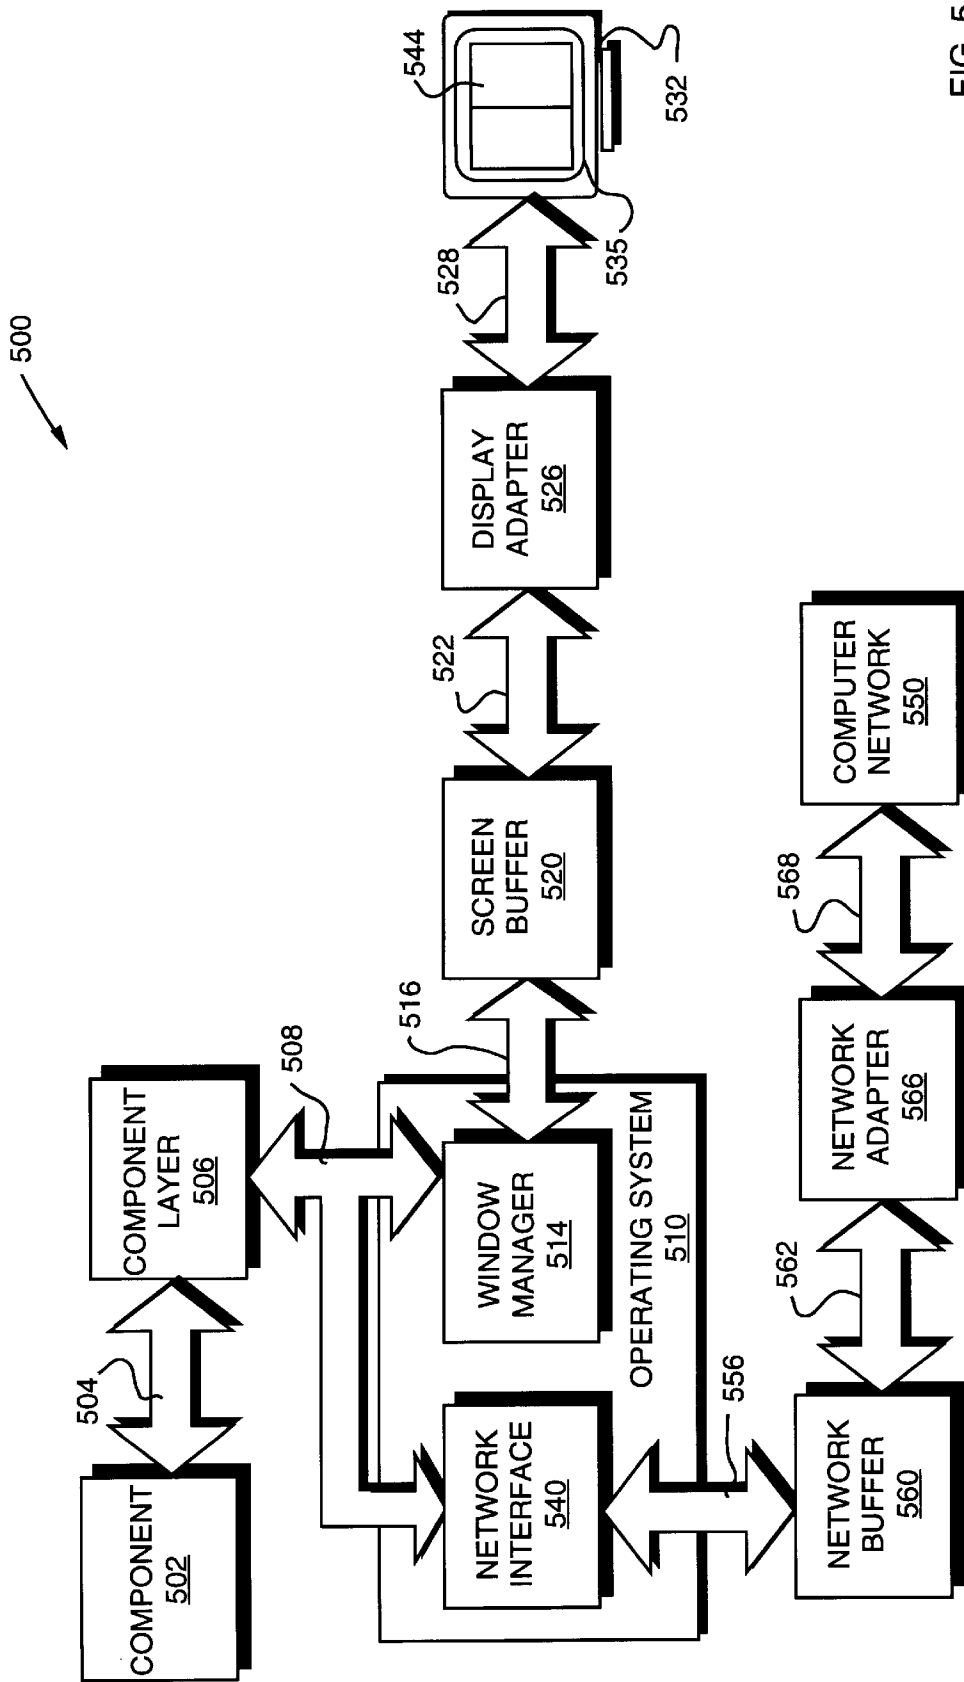 500
COMPONENT
502
504
COMPONENT
LAYER
506
508
NETWORK
INTERFACE
540
WINDOW
MANAGER
514
OPERATING SYSTEM
510
516
SCREEN
BUFFER
520
522
DISPLAY
ADAPTER
526
528
544
535
532
556
NETWORK
BUFFER
560
562
NETWORK
ADAPTER
566
568
COMPUTER
NETWORK
550
FIG. 5